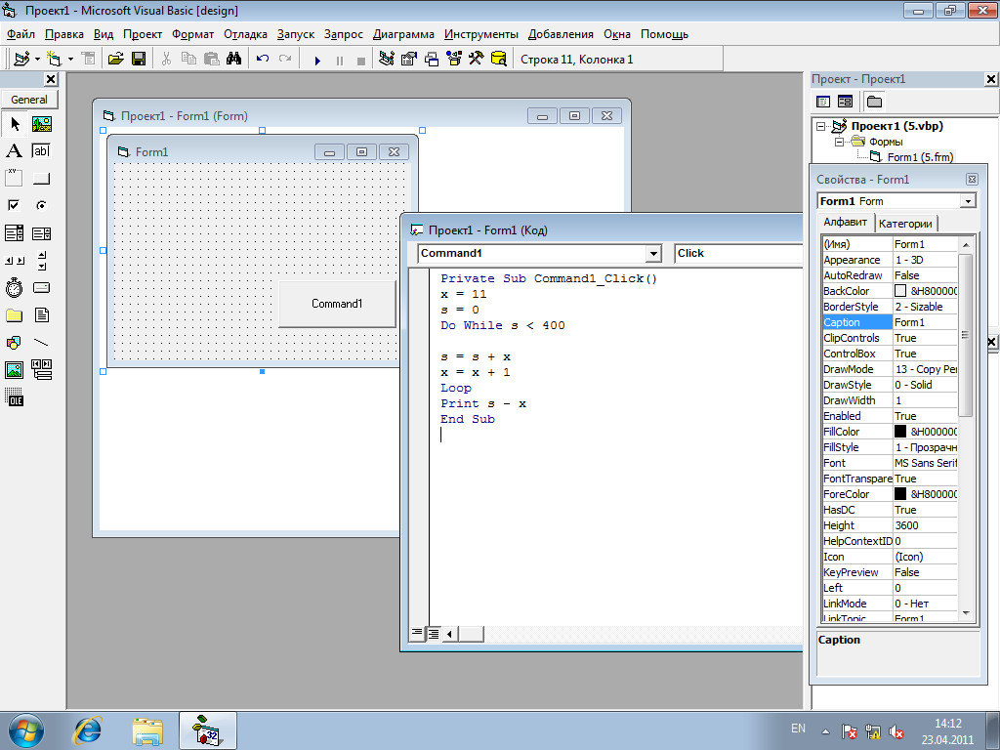 Проект1 - Microsoft Visual Basic [design]
Файл Правка Вид Проект Формат Отладка Запуск Запрос Диаграмма Инструменты Добавления Окна Помощь
Строка 11, Колонка 1
General
A
ab|
xv
OLE
Проект1 - Form1 (Form)
Form1
Command1
Проект1 - Form1 (Код)
Command1
Click
Private Sub Command1_Click()
x = 11
s = 0
Do While s < 400
s = s + x
x = x + 1
Loop
Print s - x
End Sub
Проект - Проект1
Проект1 (5.vbp)
Формы
Form1 (5.frm)
Свойства - Form1
Form1 Form
Алфавит Категории
(Имя) Form1
Appearance 1 - 3D
AutoRedraw False
BackColor &H800000
BorderStyle 2 - Sizable
Caption Form1
ClipControls True
ControlBox True
DrawMode 13 - Copy Per
DrawStyle 0 - Solid
DrawWidth 1
Enabled True
FillColor &H000000
FillStyle 1 - Прозрачн
Font MS Sans Serif
FontTranspare True
ForeColor &H800000
HasDC True
Height 3600
HelpContextID 0
Icon (Icon)
KeyPreview False
Left 0
LinkMode 0 - Нет
LinkTopic Form1
Caption
32
EN
14:12
23.04.2011